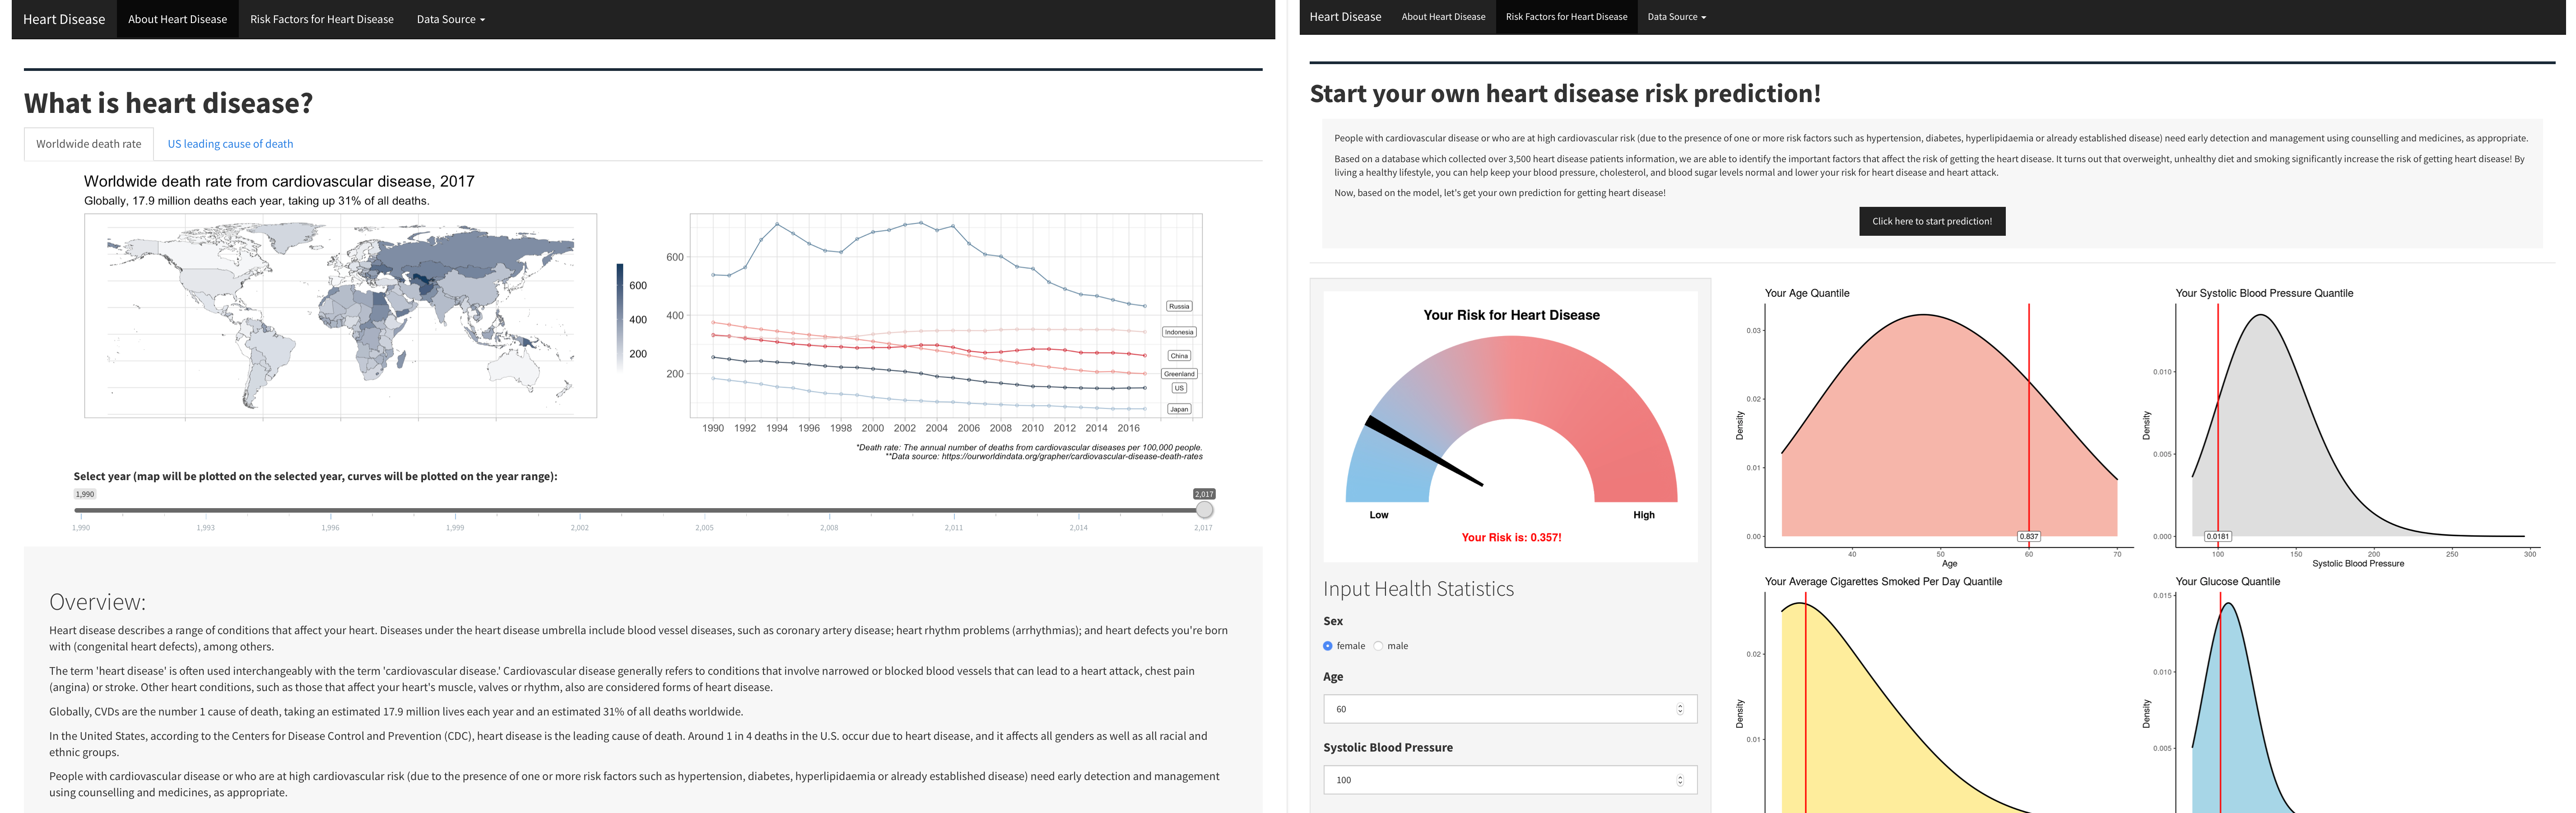 Heart Disease
About Heart Disease
Risk Factors for Heart Disease
Data Source
What is heart disease?
Worldwide death rate
US leading cause of death
Worldwide death rate from cardiovascular disease, 2017
Globally, 17.9 million deaths each year, taking up 31% of all deaths.
600
400
200
600
400
200
Russia
Indonesia
China
Greenland
US
Japan
1990 1992 1994 1996 1998 2000 2002 2004 2006 2008 2010 2012 2014 2016
*Death rate: The annual number of deaths from cardiovascular diseases per 100,000 people.
**Data source: https://ourworldindata.org/grapher/cardiovascular-disease-death-rates
Select year (map will be plotted on the selected year, curves will be plotted on the year range):
1,990
2,017
1,990 1,993 1,996 1,999 2,002 2,005 2,008 2,011 2,014 2,017
Overview:
Heart disease describes a range of conditions that affect your heart. Diseases under the heart disease umbrella include blood vessel diseases, such as coronary artery disease; heart rhythm problems (arrhythmias); and heart defects you're born
with (congenital heart defects), among others.
The term 'heart disease' is often used interchangeably with the term 'cardiovascular disease.' Cardiovascular disease generally refers to conditions that involve narrowed or blocked blood vessels that can lead to a heart attack, chest pain
(angina) or stroke. Other heart conditions, such as those that affect your heart's muscle, valves or rhythm, also are considered forms of heart disease.
Globally, CVDs are the number 1 cause of death, taking an estimated 17.9 million lives each year and an estimated 31% of all deaths worldwide.
In the United States, according to the Centers for Disease Control and Prevention (CDC), heart disease is the leading cause of death. Around 1 in 4 deaths in the U.S. occur due to heart disease, and it affects all genders as well as all racial and
ethnic groups.
People with cardiovascular disease or who are at high cardiovascular risk (due to the presence of one or more risk factors such as hypertension, diabetes, hyperlipidaemia or already established disease) need early detection and management
using counselling and medicines, as appropriate.
Heart Disease
About Heart Disease
Risk Factors for Heart Disease
Data Source
Start your own heart disease risk prediction!
People with cardiovascular disease or who are at high cardiovascular risk (due to the presence of one or more risk factors such as hypertension, diabetes, hyperlipidaemia or already established disease) need early detection and management using counselling and medicines, as appropriate.
Based on a database which collected over 3,500 heart disease patients information, we are able to identify the important factors that affect the risk of getting the heart disease. It turns out that overweight, unhealthy diet and smoking significantly increase the risk of getting heart disease! By
living a healthy lifestyle, you can help keep your blood pressure, cholesterol, and blood sugar levels normal and lower your risk for heart disease and heart attack.
Now, based on the model, let's get your own prediction for getting heart disease!
Click here to start prediction!
Your Risk for Heart Disease
Low
High
Your Risk is: 0.357!
Input Health Statistics
Sex
female
male
Age
60
Systolic Blood Pressure
100
Your Age Quantile
0.03
0.02
0.01
0.00
Density
0.837
40 50 60 70
Age
Your Systolic Blood Pressure Quantile
0.010
0.005
0.000
Density
0.0181
100 150 200 250 300
Systolic Blood Pressure
Your Average Cigarettes Smoked Per Day Quantile
0.02
0.01
Density
Your Glucose Quantile
0.015
0.010
0.005
Density